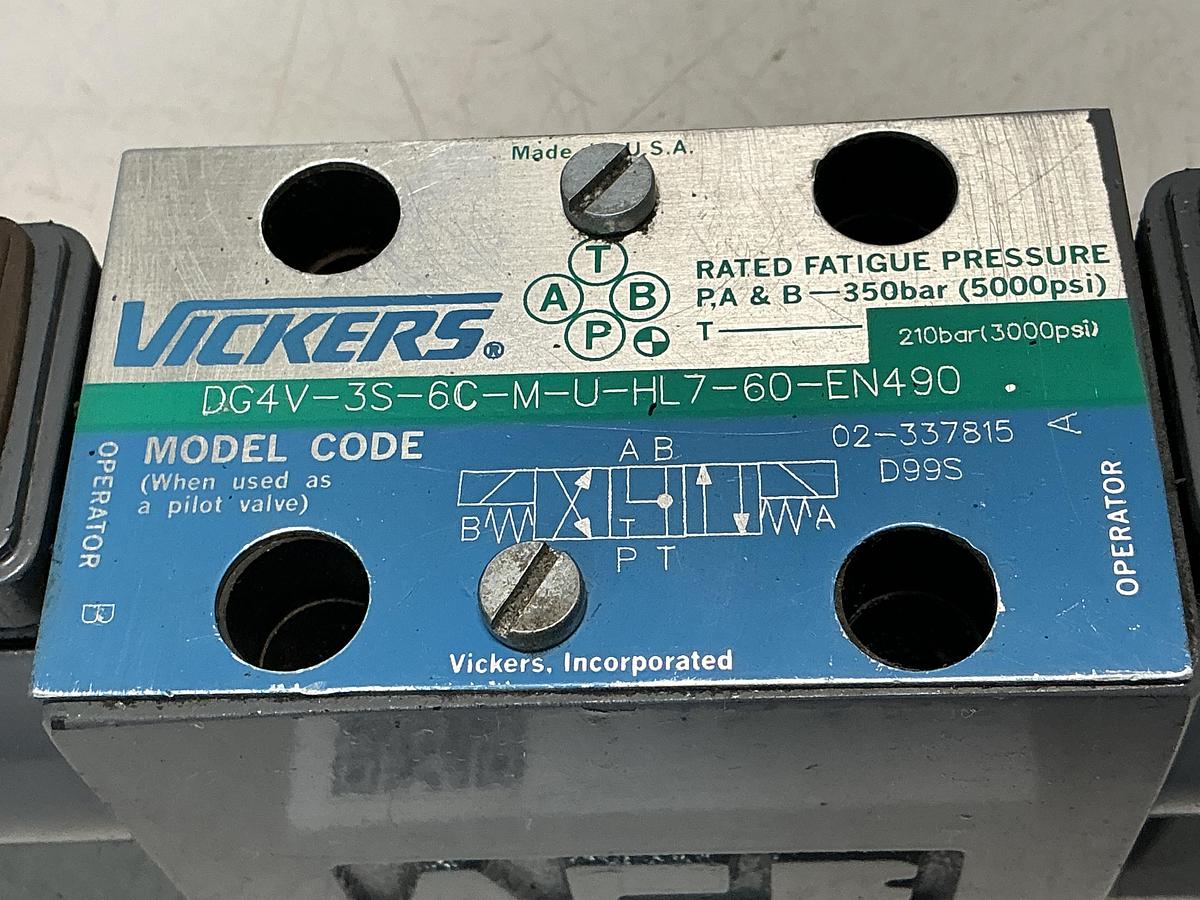 Made U.S.A.
T
A B
P
RATED FATIGUE PRESSURE
P,A & B—350bar (5000psi)
T— 210bar(3000psi)
VICKERS®
DG4V-3S-6C-M-U-HL7-60-EN490
OPERATOR B
MODEL CODE
(When used as
a pilot valve)
A B
B T A
P T
02-337815
D99S
OPERATOR A
Vickers, Incorporated